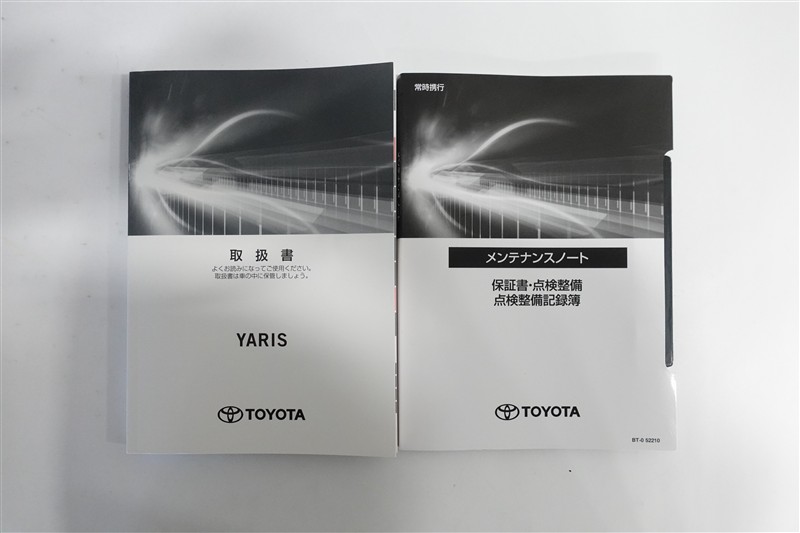 取扱書
よくお読みになってご使用ください。
取扱書は車の中に保管しましょう。
YARIS
TOYOTA
常時携行
メンテナンスノート
保証書・点検整備
点検整備記録簿
TOYOTA
BT-0 52210